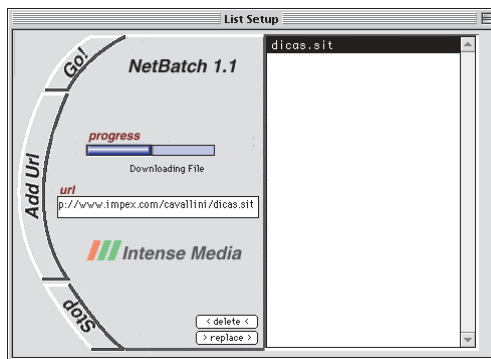 List Setup
Go!
NetBatch 1.1
dicas.sit
progress
Downloading File
Add Url
url
p://www.impex.com/cavallini/dicas.sit
Intense Media
Stop
< delete <
> replace >